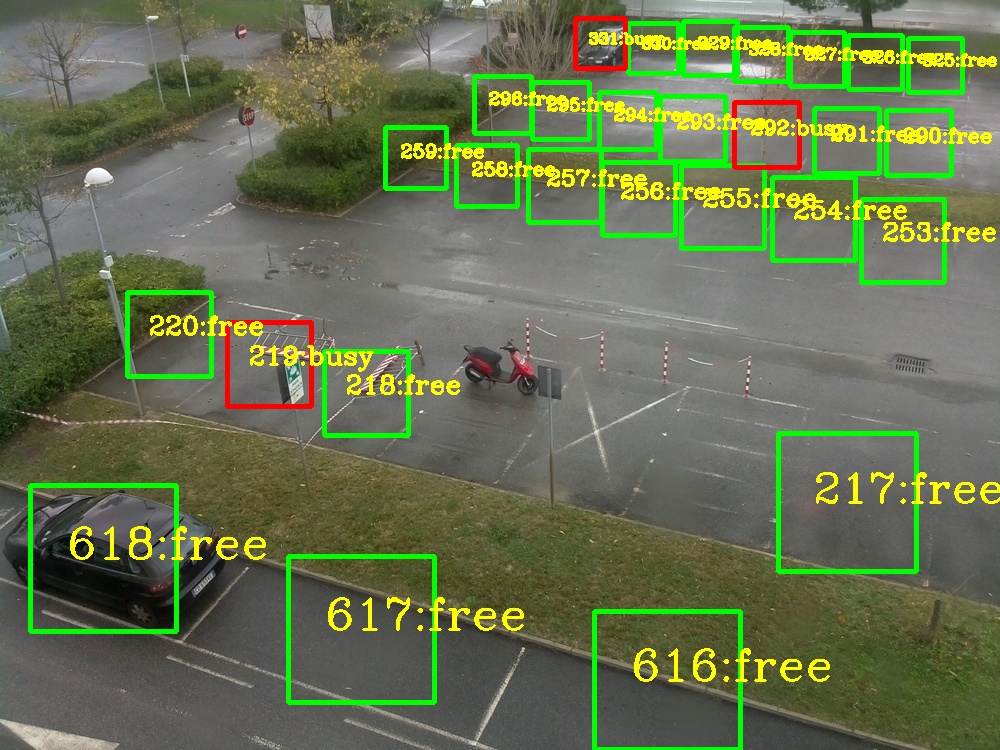 331:busy 330:free 329:free 328:free 327:free 326:free 325:free
296:free 295:free 294:free 293:free 292:busy 291:free 290:free
259:free 258:free 257:free 256:free 255:free 254:free 253:free
220:free 219:busy 218:free
217:free
618:free 617:free 616:free
STOP